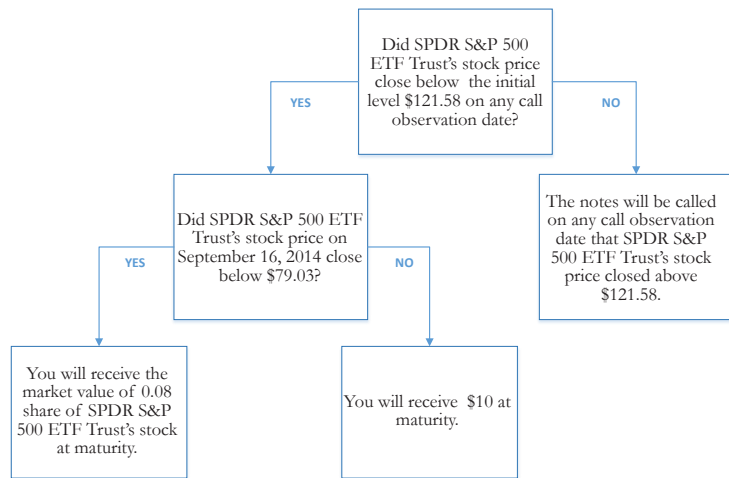 Did SPDR S&P 500
ETF Trust's stock price
close below the initial
level $121.58 on any call
observation date?
YES
NO
Did SPDR S&P 500 ETF
Trust's stock price on
September 16, 2014 close
below $79.03?
The notes will be called
on any call observation
date that SPDR S&P
500 ETF Trust's stock
price closed above
$121.58.
YES
NO
You will receive the
market value of 0.08
share of SPDR S&P
500 ETF Trust's stock
at maturity.
You will receive $10 at
maturity.